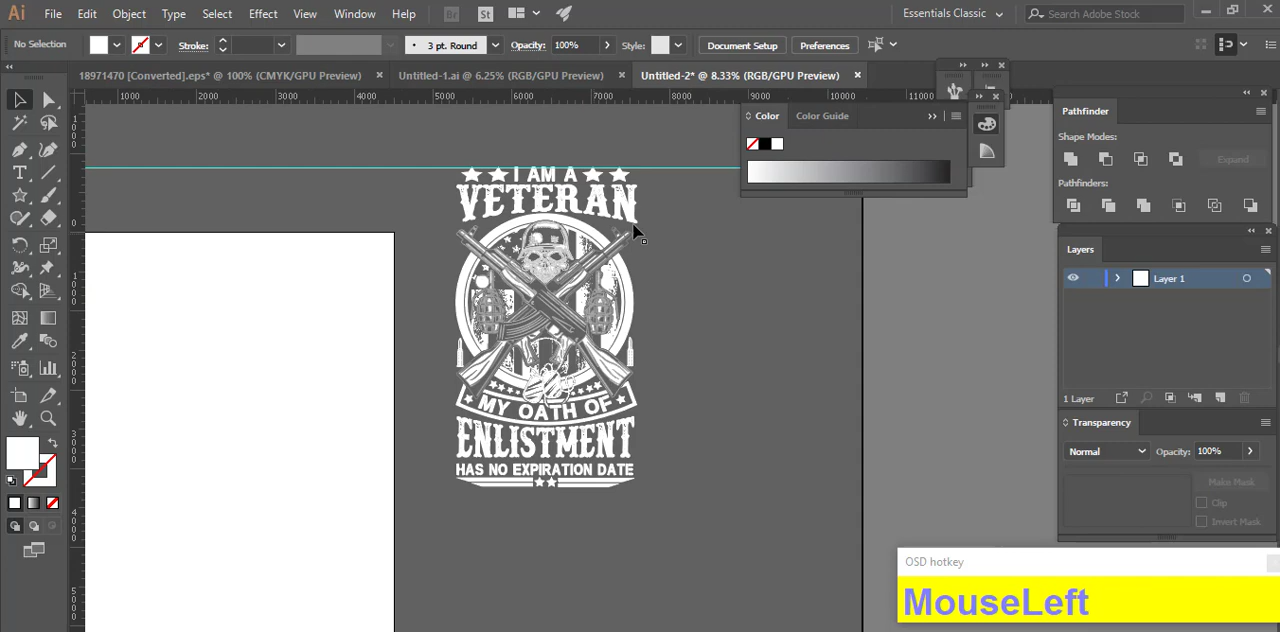 Ai File Edit Object Type Select Effect View Window Help Br St Essentials Classic Search Adobe Stock
No Selection Stroke: 3 pt. Round Opacity: 100% Style: Document Setup Preferences
18971470 [Converted].eps* @ 100% (CMYK/GPU Preview) Untitled-1.ai @ 6.25% (RGB/GPU Preview) Untitled-2* @ 8.33% (RGB/GPU Preview)
1000 2000 3000 4000 5000 6000 7000 8000 9000 10000 11000
Color Color Guide
Pathfinder
Shape Modes:
Expand
Pathfinders:
Layers
Layer 1
1 Layer
Transparency
Normal Opacity: 100%
Make Mask
Clip
Invert Mask
I AM A
VETERAN
MY OATH OF
ENLISTMENT
HAS NO EXPIRATION DATE
OSD hotkey
MouseLeft